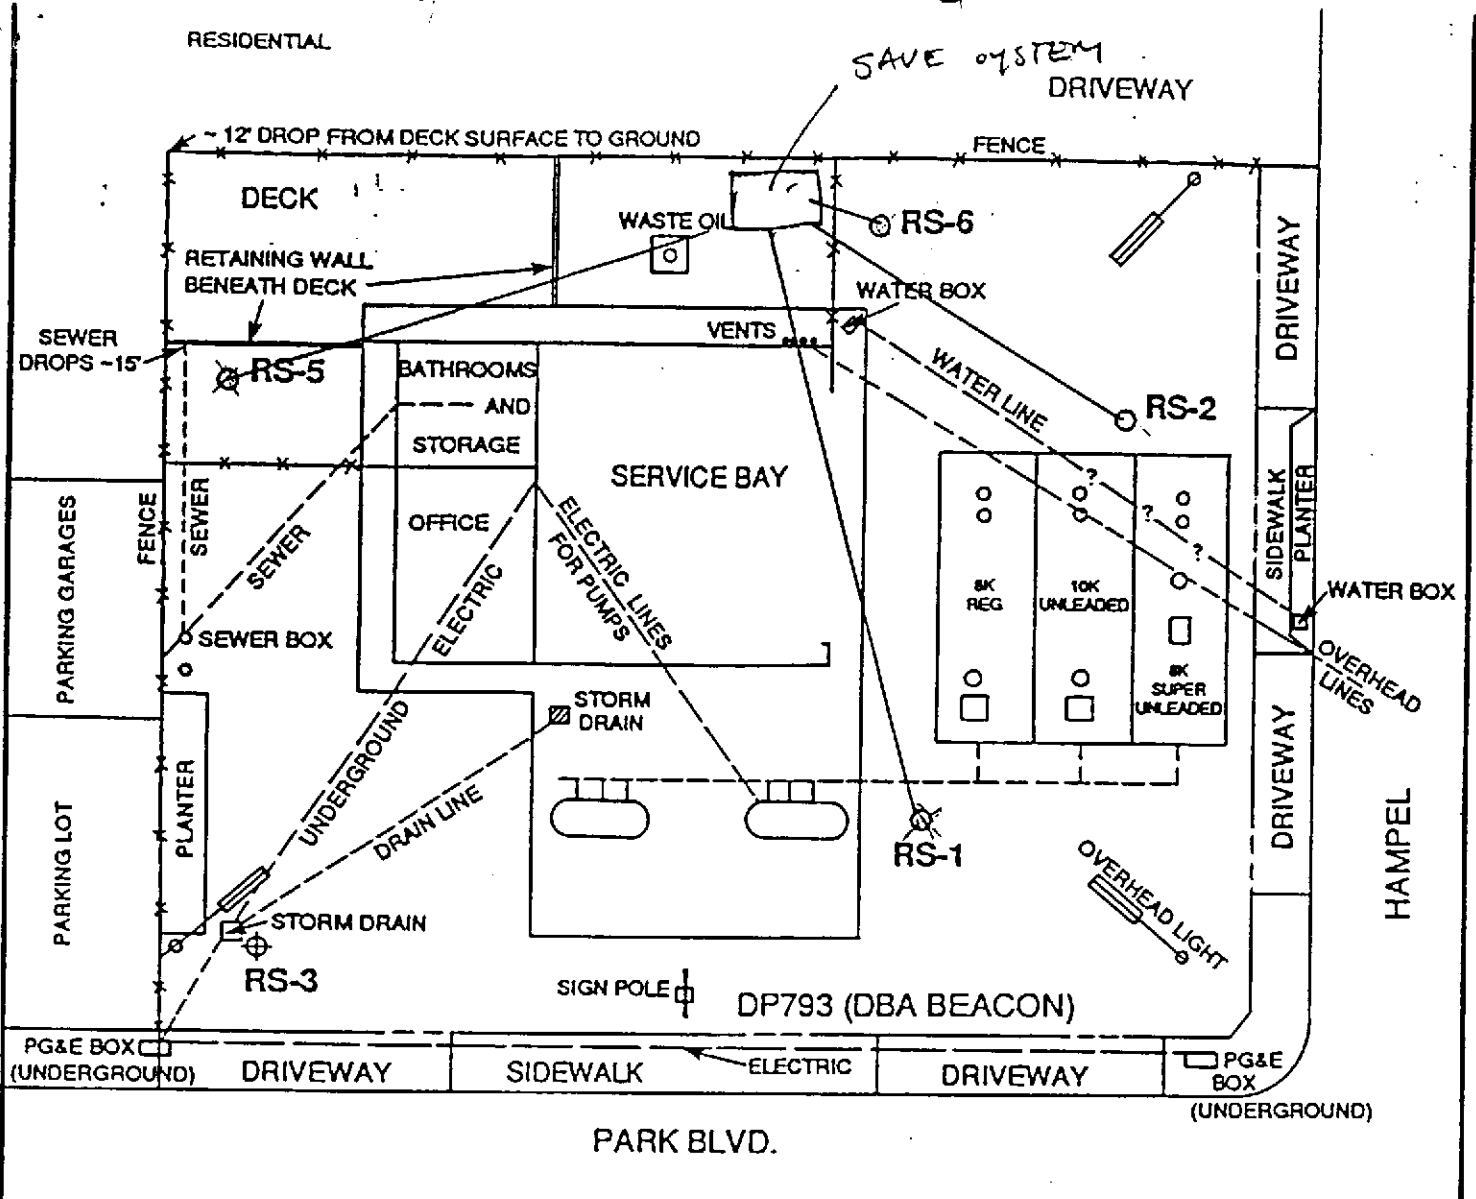 RESIDENTIAL
SAVE SYSTEM
DRIVEWAY
~ 12' DROP FROM DECK SURFACE TO GROUND
FENCE
DECK
WASTE OIL
RS-6
RETAINING WALL
BENEATH DECK
WATER BOX
DRIVEWAY
SEWER
DROPS ~15'
VENTS
RS-5
BATHROOMS
AND
STORAGE
WATER LINE
RS-2
SERVICE BAY
OFFICE
FENCE
SEWER
SEWER
ELECTRIC LINES
FOR PUMPS
?
?
?
SIDEWALK
PLANTER
PARKING GARAGES
8K
REG
10K
UNLEADED
8K
SUPER
UNLEADED
WATER BOX
OVERHEAD
LINES
SEWER BOX
UNDERGROUND ELECTRIC
STORM
DRAIN
PLANTER
PARKING LOT
DRAIN LINE
RS-1
DRIVEWAY
HAMPEL
OVERHEAD LIGHT
STORM DRAIN
RS-3
SIGN POLE
DP793 (DBA BEACON)
PG&E BOX
(UNDERGROUND)
DRIVEWAY
SIDEWALK
ELECTRIC
DRIVEWAY
PG&E
BOX
(UNDERGROUND)
PARK BLVD.